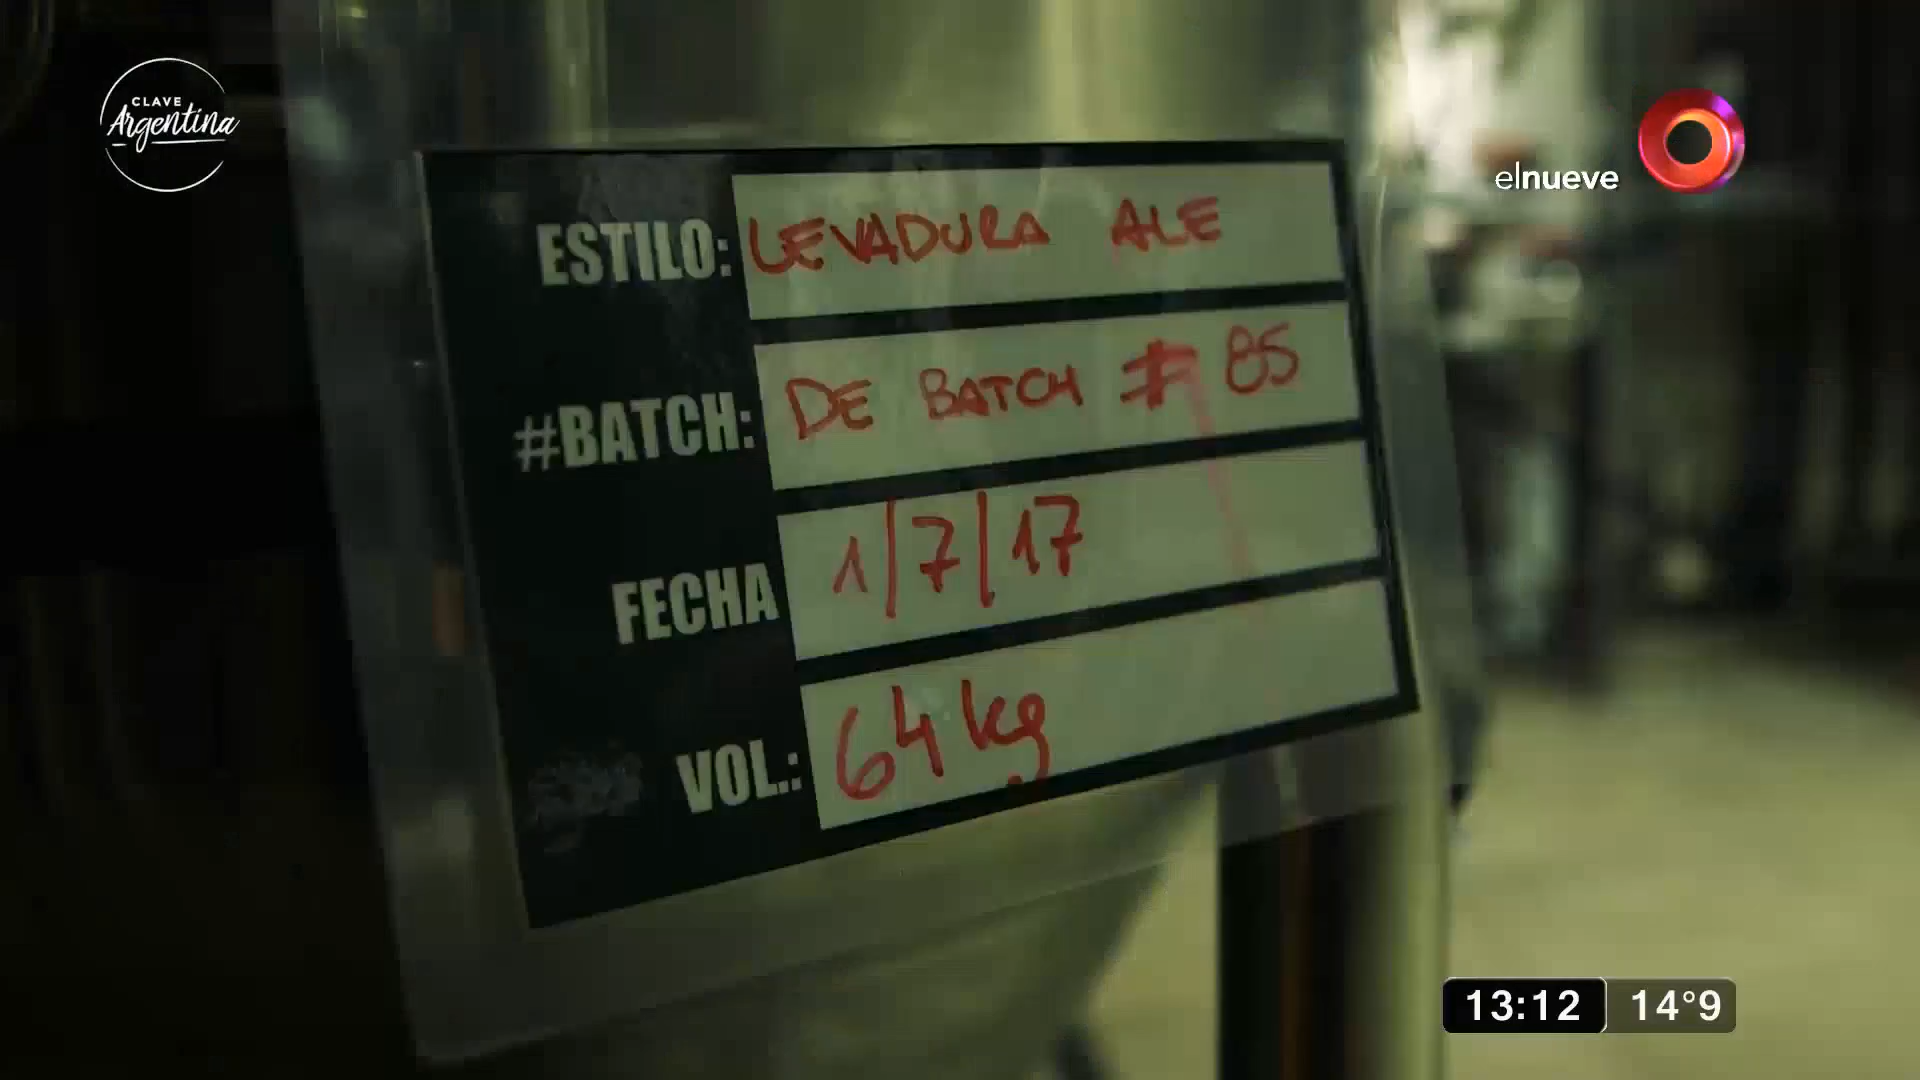 CLAVE
Argentina
elnueve
ESTILO: LEVADURA ALE
#BATCH: DE BATCH # 85
FECHA 1/7/17
VOL.: 64 kg
13:12 14°9